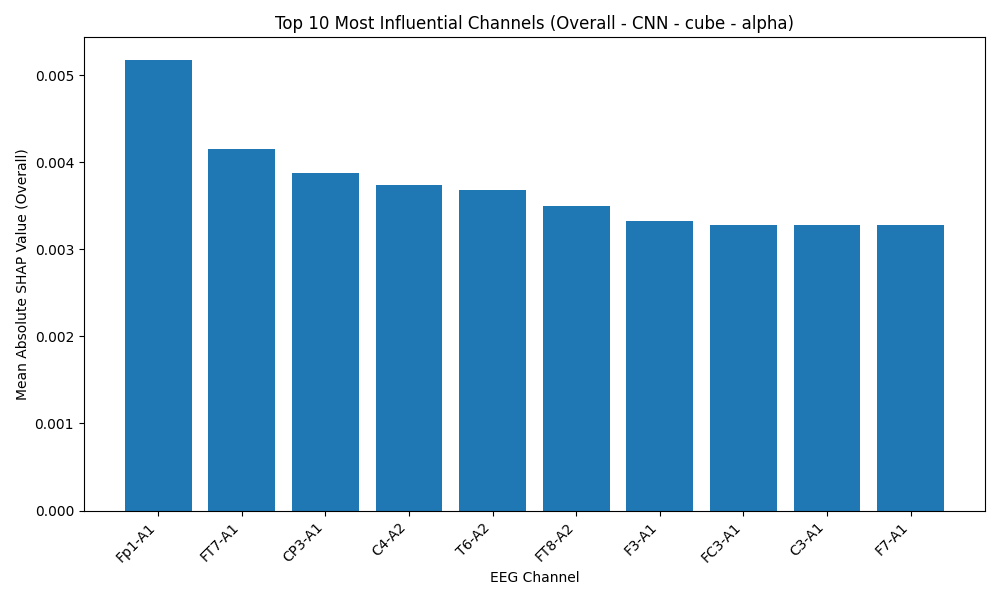 Top 10 Most Influential Channels (Overall - CNN - cube - alpha)
Mean Absolute SHAP Value (Overall)
0.005
0.004
0.003
0.002
0.001
0.000
Fp1-A1
FT7-A1
CP3-A1
C4-A2
T6-A2
FT8-A2
F3-A1
FC3-A1
C3-A1
F7-A1
EEG Channel